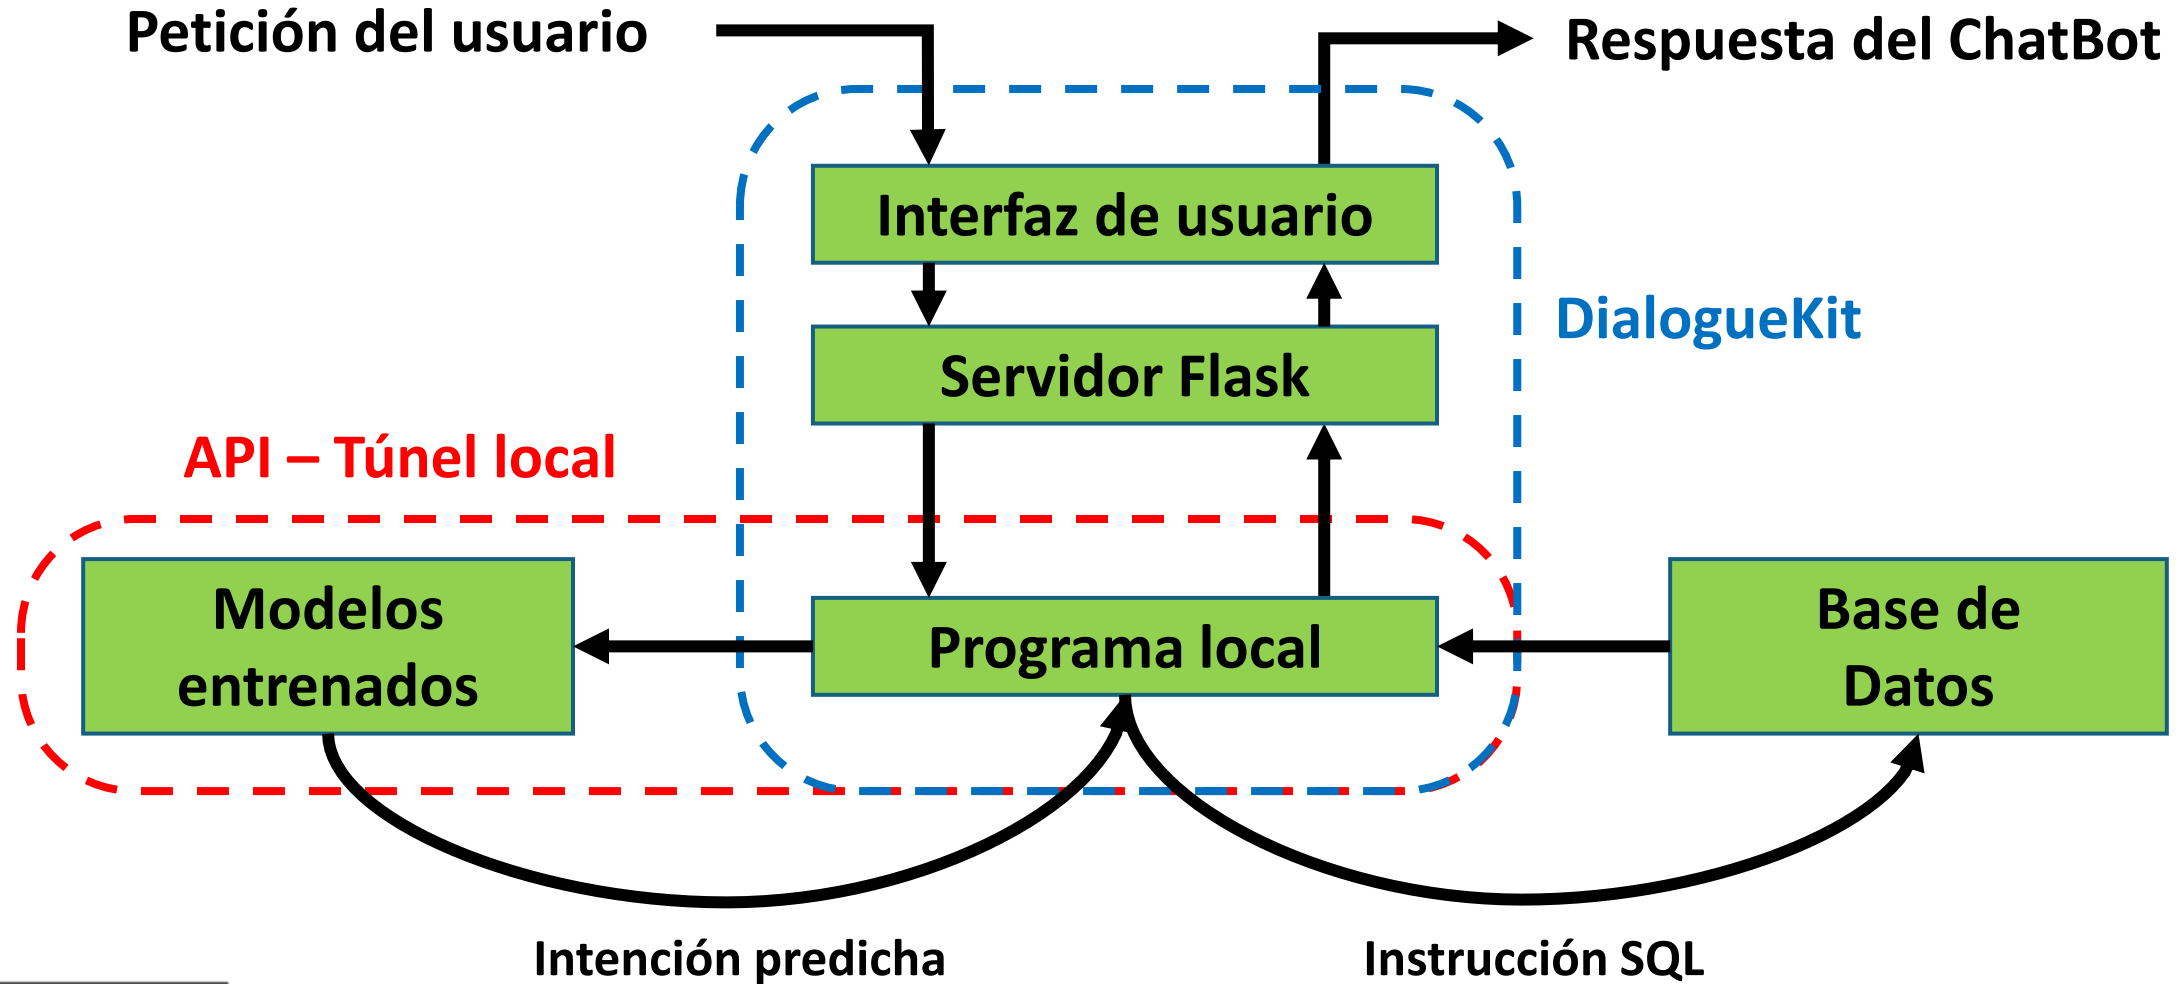 Petición del usuario
Respuesta del ChatBot
Interfaz de usuario
DialogueKit
Servidor Flask
API – Túnel local
Modelos
entrenados
Programa local
Base de
Datos
Intención predicha
Instrucción SQL